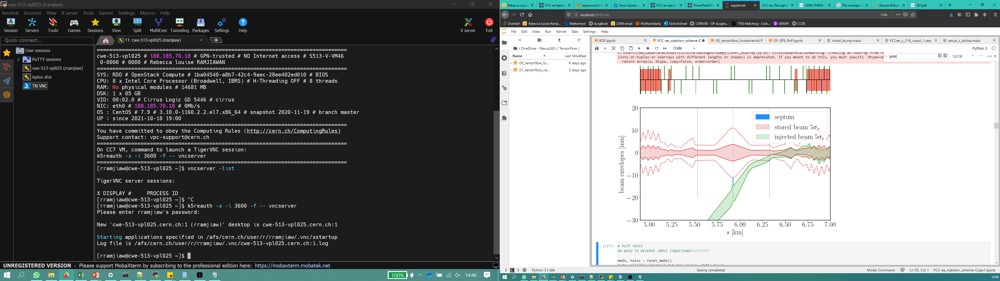 cwe-513-vpl025 (rramjiaw)
Terminal Sessions View X server Tools Games Settings Macros Help
Session Servers Tools Games Sessions View Split MultiExec Tunneling Packages Settings Help X server Exit
Quick connect...
11. cwe-513-vpl025 (rramjiaw)
User sessions
PuTTY sessions
cwe-513-vpl025 (rramjiaw)
lxplus xfce
TN VNC
================================================================================
cwe-513-vpl025 # 188.185.70.18 # GPN-trusted # NO Internet access # S513-V-VM46
0-0000 # 0000 # Rebecca louise RAMJIAWAN
================================================================================
SYS: RDO # OpenStack Compute # 1ba04540-a8b7-42c4-9aec-28ee402ed010 # BIOS
CPU: 8 x Intel Core Processor (Broadwell, IBRS) # H-Threading OFF # 8 threads
RAM: No physical modules # 14681 MB
DSK: 1 x 85 GB
VID: 00:02.0 # Cirrus Logic GD 5446 # cirrus
NIC: eth0 # 188.185.70.18 # 0Mb/s
OS : CentOS # 7.9 # 3.10.0-1160.2.2.el7.x86_64 # snapshot 2020-11-19 # branch master
UP : since 2021-10-18 19:00
================================================================================
You have committed to obey the Computing Rules (http://cern.ch/ComputingRules)
Support contact: vpc-support@cern.ch
================================================================================
On CC7 VM, command to launch a TigerVNC session:
k5reauth -x -i 3600 -f -- vncserver
================================================================================
[rramjiaw@cwe-513-vpl025 ~]$ vncserver -list
TigerVNC server sessions:
X DISPLAY # PROCESS ID
[rramjiaw@cwe-513-vpl025 ~]$ ^C
[rramjiaw@cwe-513-vpl025 ~]$ k5reauth -x -i 3600 -f -- vncserver
Please enter rramjiaw's password:
New 'cwe-513-vpl025.cern.ch:1 (rramjiaw)' desktop is cwe-513-vpl025.cern.ch:1
Starting applications specified in /afs/cern.ch/user/r/rramjiaw/.vnc/xstartup
Log file is /afs/cern.ch/user/r/rramjiaw/.vnc/cwe-513-vpl025.cern.ch:1.log
[rramjiaw@cwe-513-vpl025 ~]$
UNREGISTERED VERSION - Please support MobaXterm by subscribing to the professional edition here: https://mobaxterm.mobatek.net
100% 14:46
Rebecca Louise FCC-ee Injecto sequences/inst Town Square - FCC-ee injectio PowerPoint Pre JupyterLab FCC-ee: The Lepton CERN-THESIS-2 The correspond Elsevier Enhanc 167.pdf
localhost:8888/lab 110%
Overleaf Rebecca Louise Ramji... Mattermost eLogBook CERN email WolframAlpha Oxford Email CERN BE - OP eLogbo... TT43 Matching - Codi... UDEMY CCDE
File Edit View Run Kernel Tabs Settings Help
BDF.ipynb FCC-ee_injection_scheme-C 00_tensorflow_fundamental GF-SPS-PoP.ipynb install_bump.madx FCCee_z_216_nosol_1.seq setup_z_lattice.madx
/ OneDrive - Nexus365 / TensorFlow /
Name Last Modified
00_tensorflow_fu... 6 days ago
01_tensorflow_ne... 5 days ago
Code Python 3
C:\Users\ramjiawan\anaconda3\lib\site-packages\numpy\core\_asarray.py:83: VisibleDeprecationWarning: Creating an ndarray from ra
lists-or-tuples-or ndarrays with different lengths or shapes) is deprecated. If you meant to do this, you must specify 'dtype=ob
return array(a, dtype, copy=False, order=order)
print 12/19
septum
stored beam 5σx
injected beam 5σx
beam envelopes [mm]
20
10
0
−10
−20
−30
5.00 5.25 5.50 5.75 6.00 6.25 6.50 6.75 7.00
s [km]
[127]: # PLOT TWISS
## NEED TO REVERSE INPUT CONDITIONS!!!!!!!!!
madx, twiss = reset_madx()
0 5 Python 3 | Idle Saving completed Mode: Command Ln 55, Col 1 FCC-ee_injection_scheme-Copy1.ipynb
14:46